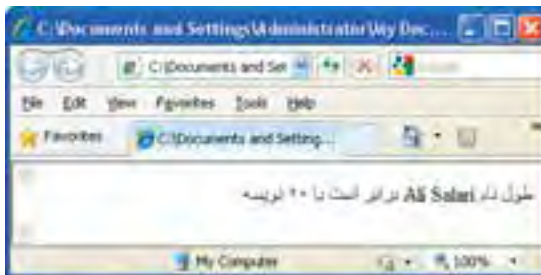 C:\Documents and Settings\Administrator\My Doc...
C:\Documents and Set
File Edit View Favorites Tools Help
Favorites C:\Documents and Setting...
طول نام Ali Salari برابر است با ۲۰ نویسه
My Computer 100%